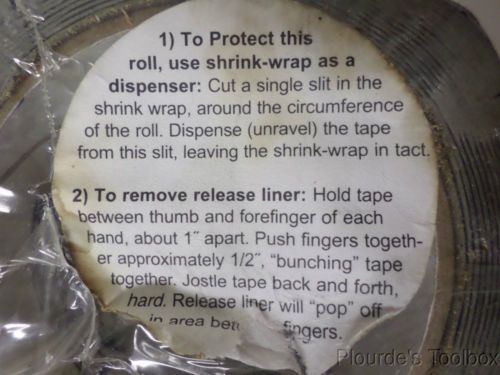 1) To Protect this
roll, use shrink-wrap as a
dispenser: Cut a single slit in the
shrink wrap, around the circumference
of the roll. Dispense (unravel) the tape
from this slit, leaving the shrink-wrap in tact.
2) To remove release liner: Hold tape
between thumb and forefinger of each
hand, about 1˝ apart. Push fingers togeth-
er approximately 1/2˝, “bunching” tape
together. Jostle tape back and forth,
hard. Release liner will “pop” off
in area fingers.
Plourde's Toolbox